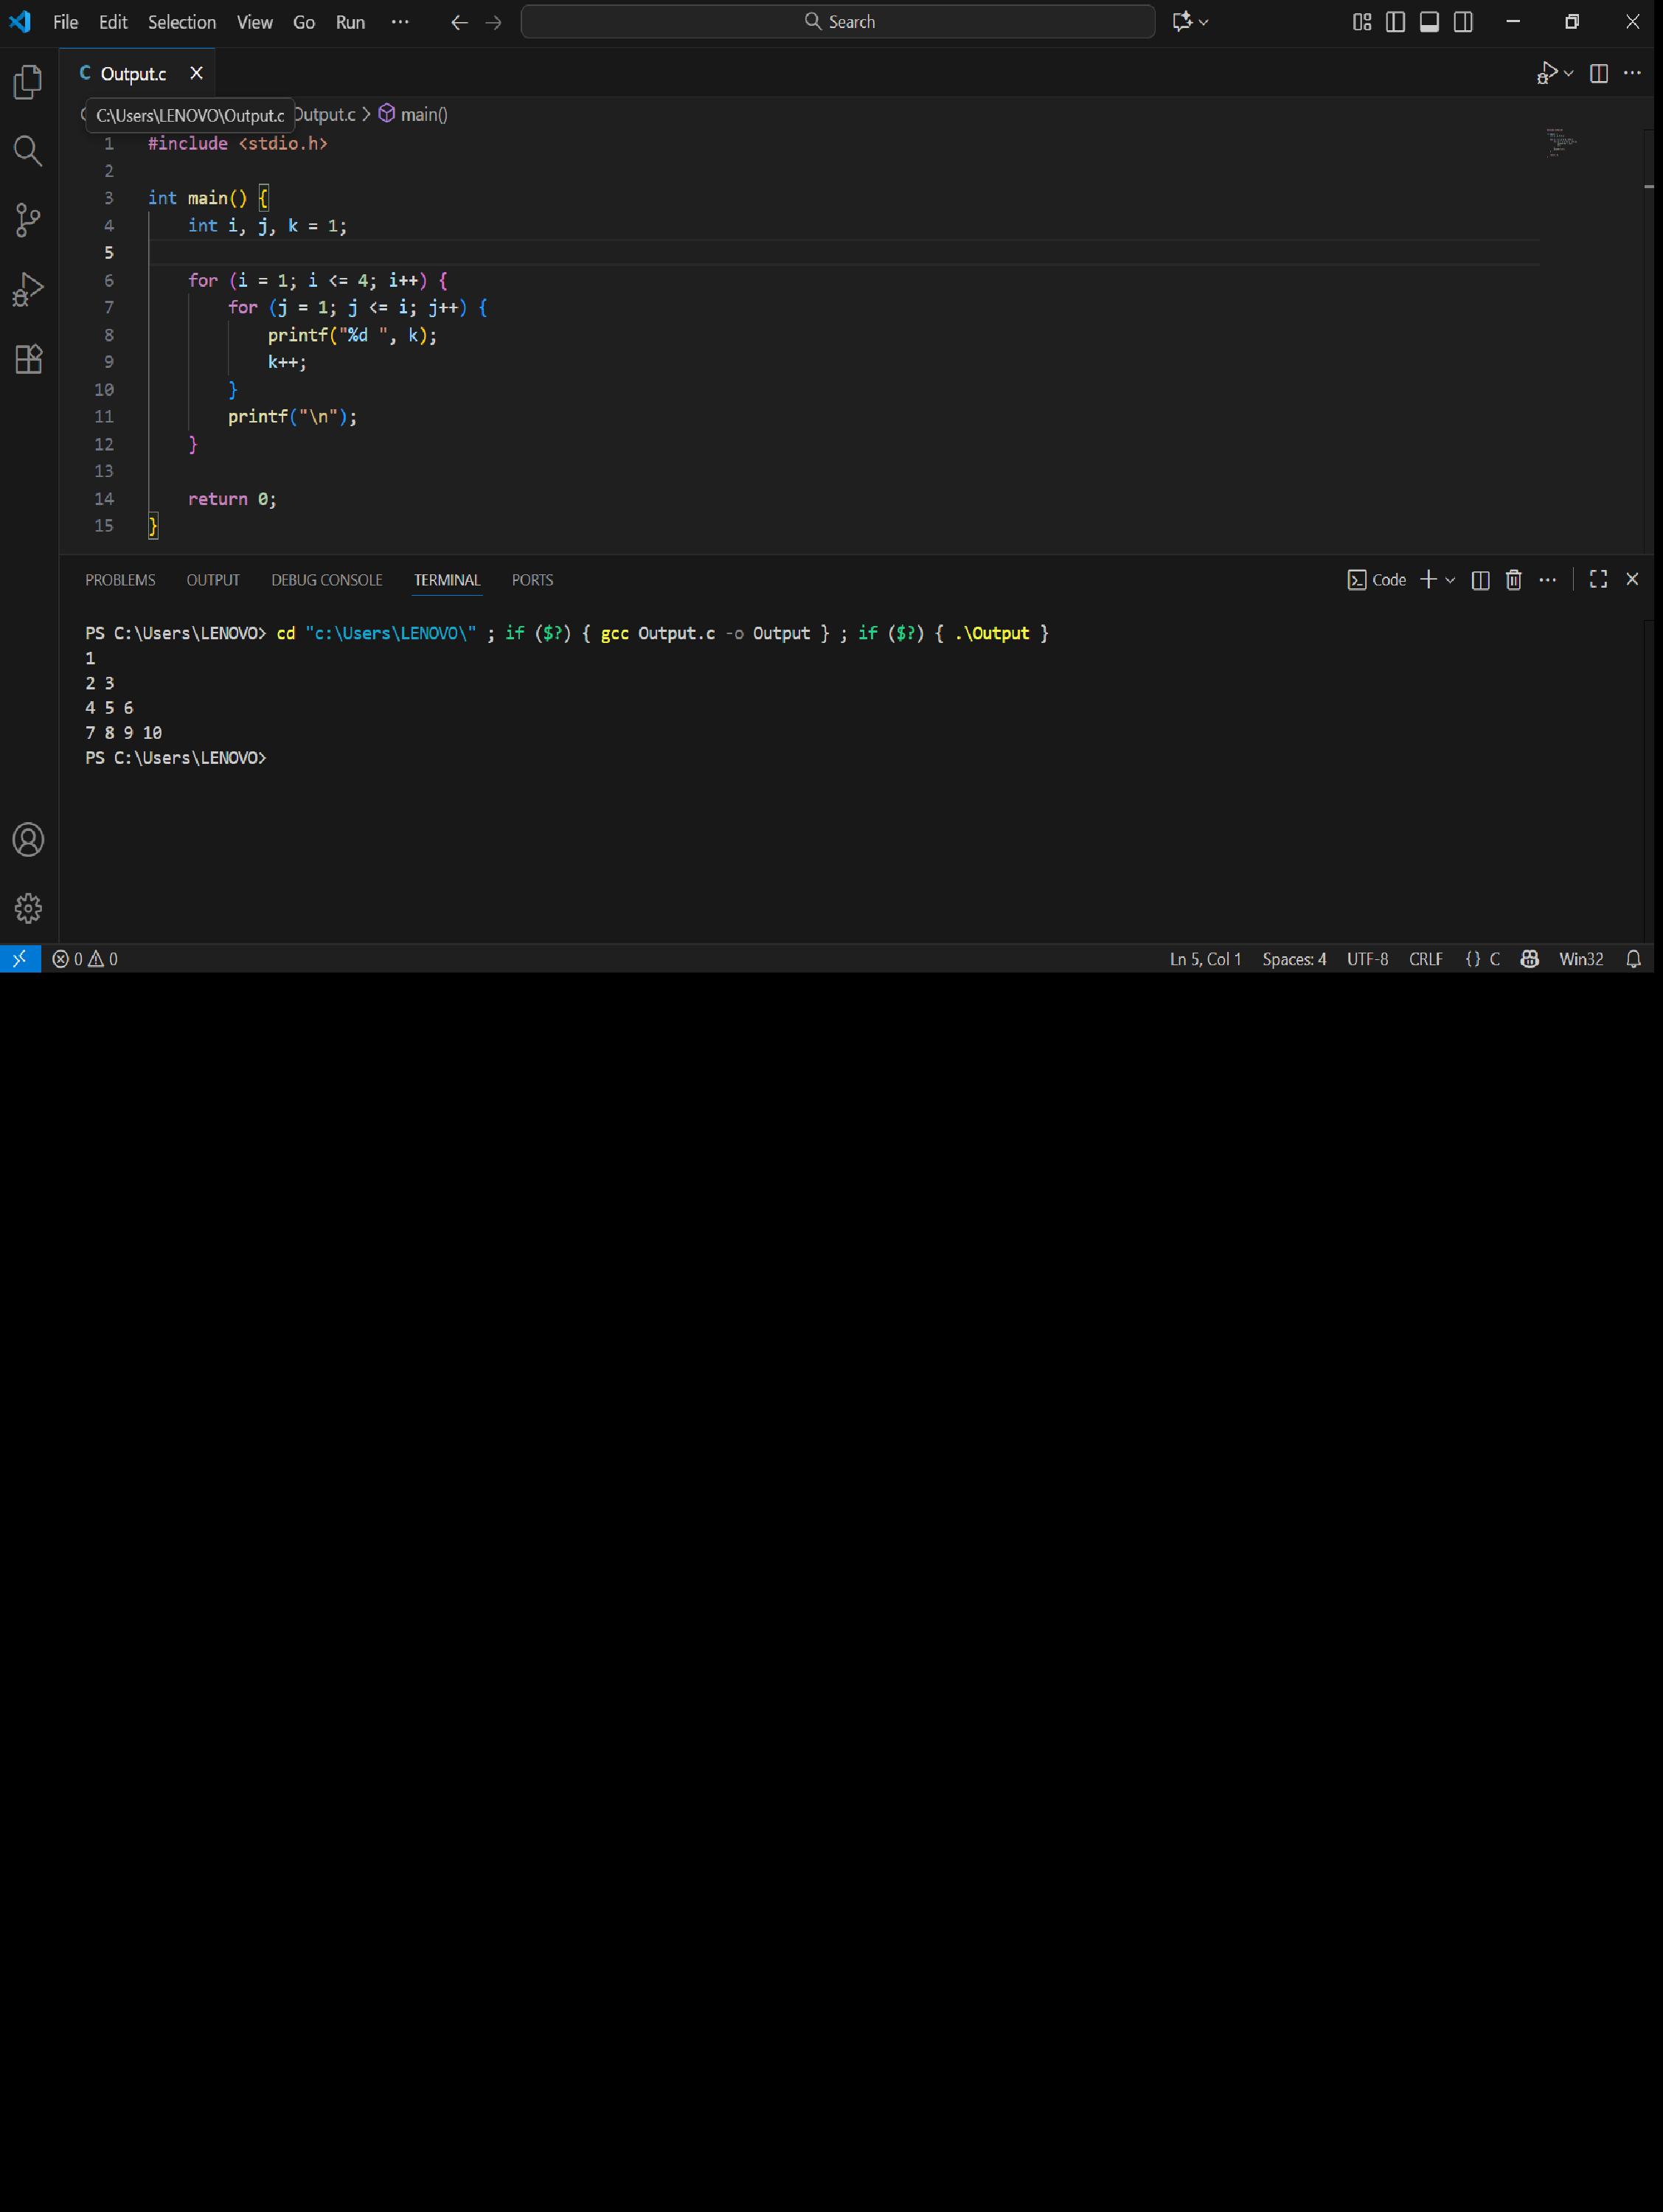 File Edit Selection View Go Run ··· Search
C Output.c
C:\Users\LENOVO\Output.c Output.c > main()
1 #include <stdio.h>
2
3 int main() {
4     int i, j, k = 1;
5
6     for (i = 1; i <= 4; i++) {
7         for (j = 1; j <= i; j++) {
8             printf("%d ", k);
9             k++;
10         }
11         printf("\n");
12     }
13
14     return 0;
15 }
PROBLEMS OUTPUT DEBUG CONSOLE TERMINAL PORTS Code
PS C:\Users\LENOVO> cd "c:\Users\LENOVO\" ; if ($?) { gcc Output.c -o Output } ; if ($?) { .\Output }
1
2 3
4 5 6
7 8 9 10
PS C:\Users\LENOVO>
0 0 Ln 5, Col 1 Spaces: 4 UTF-8 CRLF {} C Win32